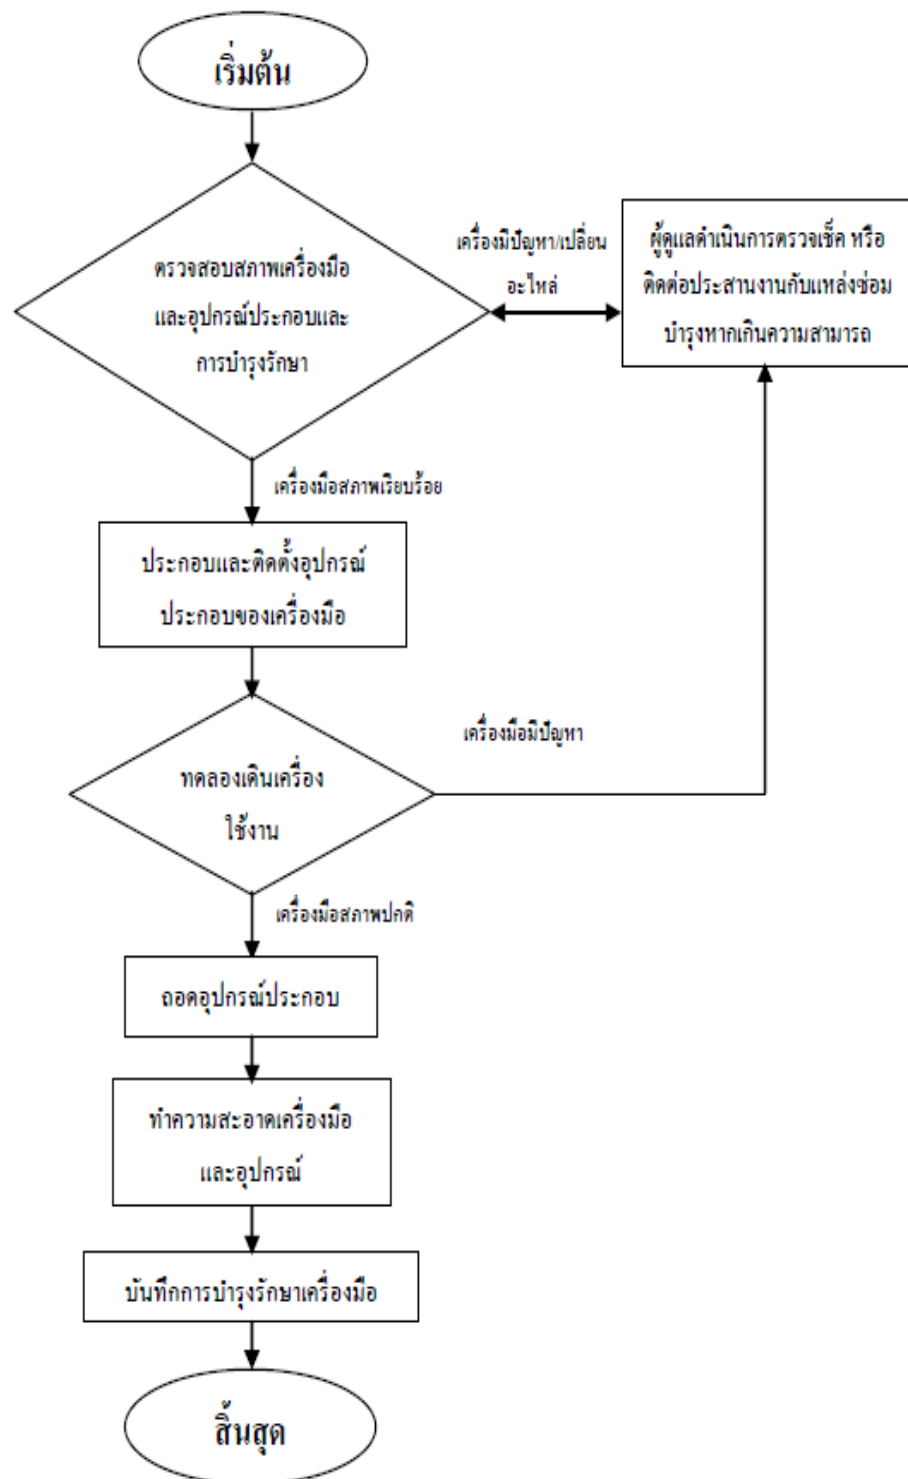 เริ่มต้น
ตรวจสอบสภาพเครื่องมือ
และอุปกรณ์ประกอบและ
การบำรุงรักษา
เครื่องมีปัญหา/เปลี่ยน
อะไหล่
ผู้ดูแลดำเนินการตรวจเช็ค หรือ
ติดต่อประสานงานกับแหล่งซ่อม
บำรุงหากเกินความสามารถ
เครื่องมือสภาพเรียบร้อย
ประกอบและติดตั้งอุปกรณ์
ประกอบของเครื่องมือ
ทดลองเดินเครื่อง
ใช้งาน
เครื่องมือมีปัญหา
เครื่องมือสภาพปกติ
ถอดอุปกรณ์ประกอบ
ทำความสะอาดเครื่องมือ
และอุปกรณ์
บันทึกการบำรุงรักษาเครื่องมือ
สิ้นสุด